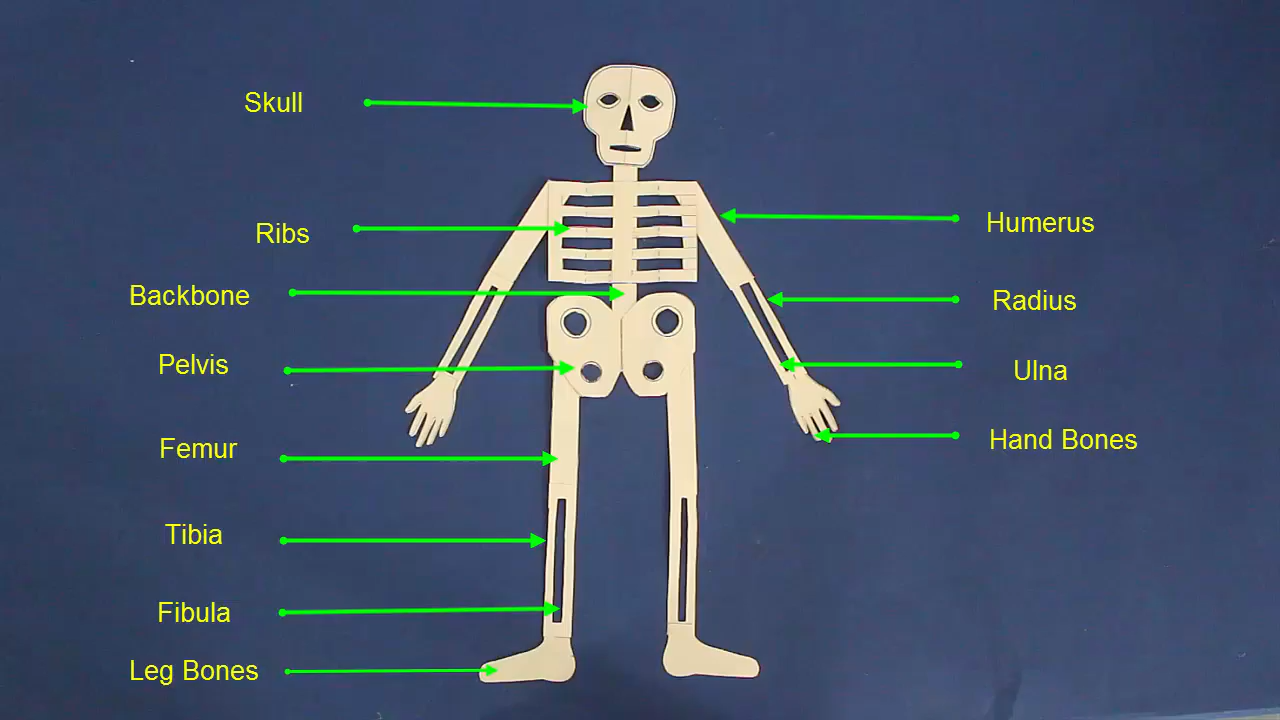 Skull
Ribs
Backbone
Pelvis
Femur
Tibia
Fibula
Leg Bones
Humerus
Radius
Ulna
Hand Bones